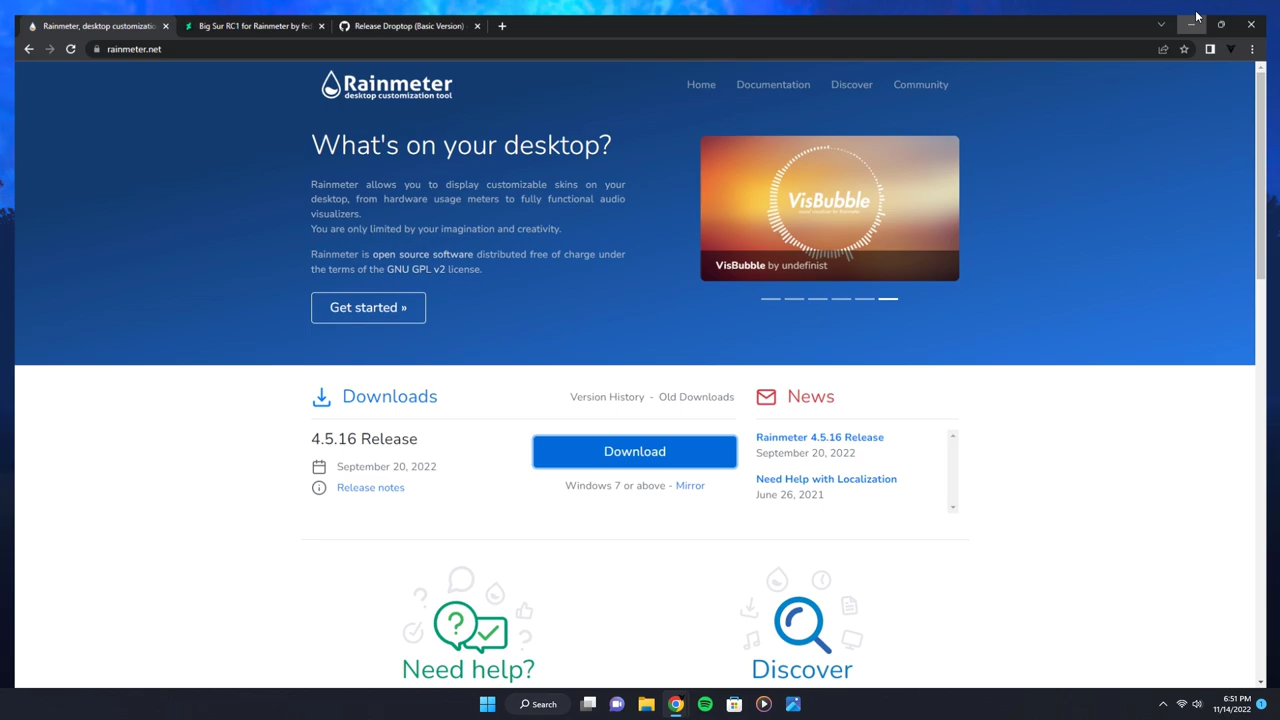 Rainmeter, desktop customizatio
Big Sur RC1 for Rainmeter by fed
Release Droptop (Basic Version) -
rainmeter.net
Rainmeter
desktop customization tool
Home
Documentation
Discover
Community
What's on your desktop?
Rainmeter allows you to display customizable skins on your
desktop, from hardware usage meters to fully functional audio
visualizers.
You are only limited by your imagination and creativity.
Rainmeter is open source software distributed free of charge under
the terms of the GNU GPL v2 license.
Get started »
VisBubble
VisBubble by undefinist
Downloads
Version History - Old Downloads
News
4.5.16 Release
September 20, 2022
Release notes
Download
Windows 7 or above - Mirror
Rainmeter 4.5.16 Release
September 20, 2022
Need Help with Localization
June 26, 2021
Need help?
Discover
Search
6:51 PM
11/14/2022
1